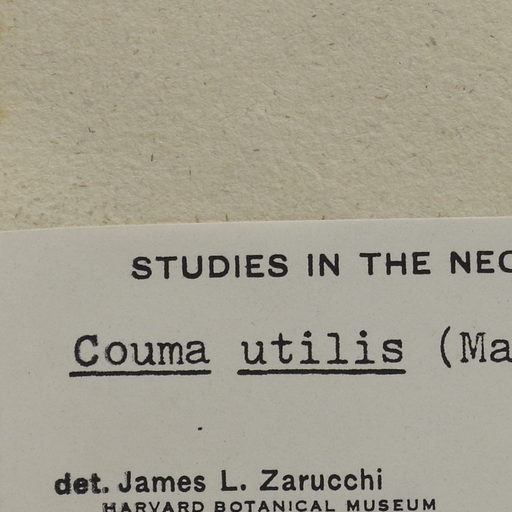 STUDIES IN THE NEO
Couma utilis (Ma
det. James L. Zarucchi
HARVARD BOTANICAL MUSEUM